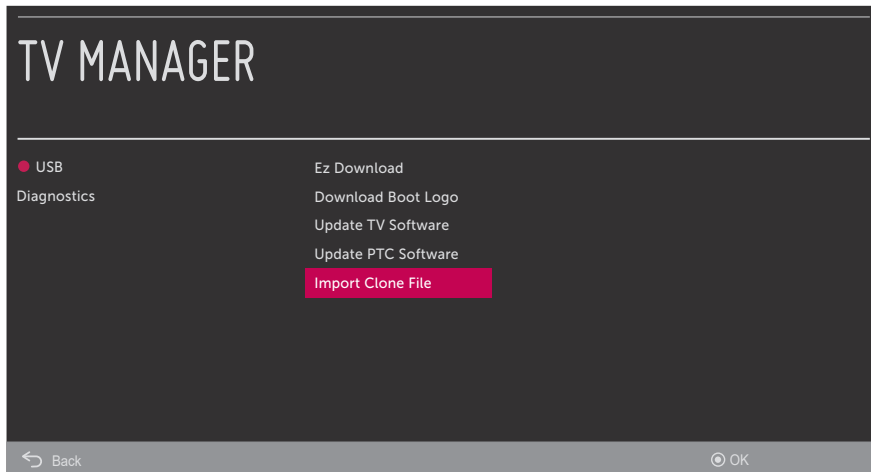 TV MANAGER
USB
Diagnostics
Ez Download
Download Boot Logo
Update TV Software
Update PTC Software
Import Clone File
Back
OK